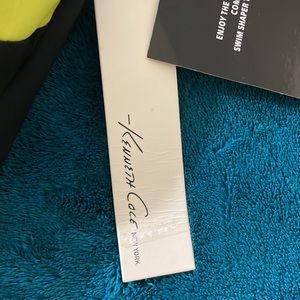 ENJOY THE
COM
SWIM SHAPER
-KENNETH COLE NEW YORK